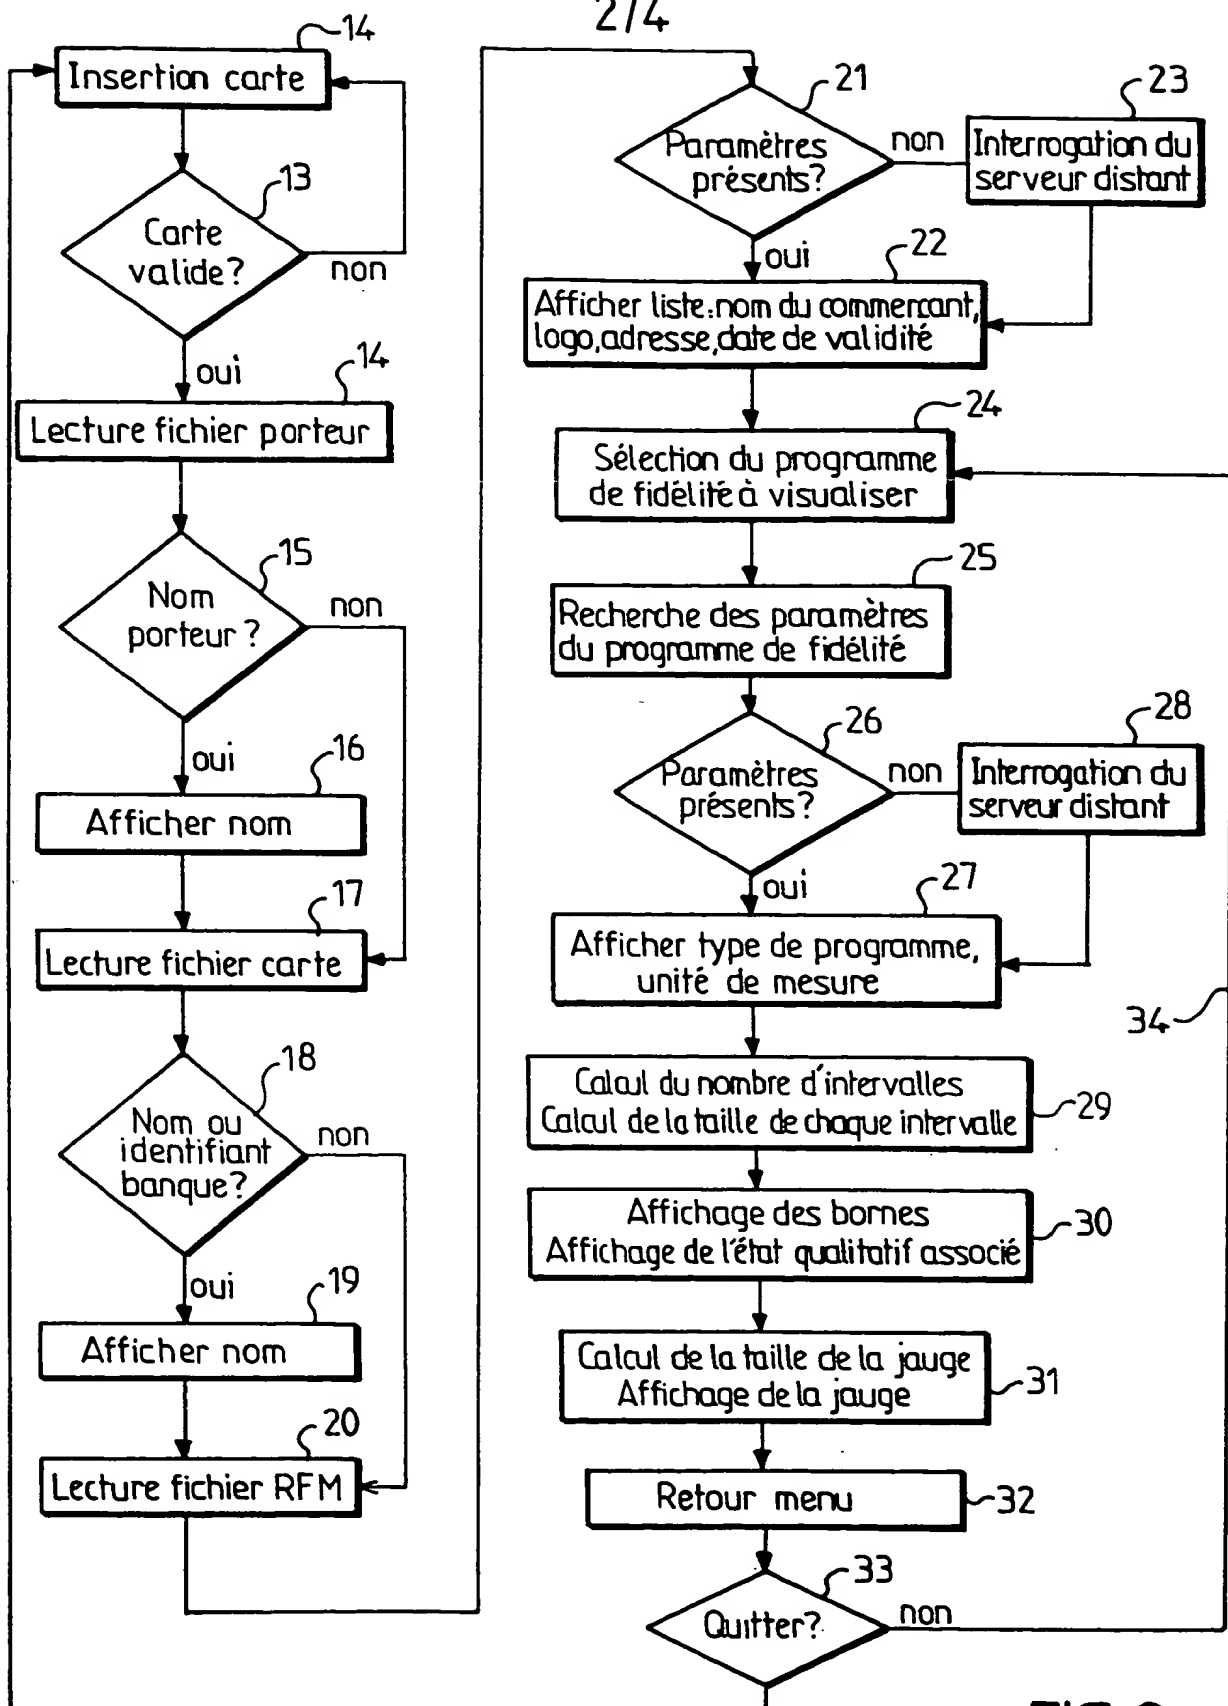 2/4
14
Insertion carte
13
Carte
valide?
non
oui
14
Lecture fichier porteur
15
Nom
porteur?
non
oui
16
Afficher nom
17
Lecture fichier carte
18
Nom ou
identifiant
banque?
non
oui
19
Afficher nom
20
Lecture fichier RFM
21
Paramètres
présents?
non
23
Interrogation du
serveur distant
oui
22
Afficher liste:nom du commerçant,
logo,adresse,date de validité
24
Sélection du programme
de fidélité à visualiser
25
Recherche des paramètres
du programme de fidélité
26
Paramètres
présents?
non
28
Interrogation du
serveur distant
oui
27
Afficher type de programme,
unité de mesure
34
Calcul du nombre d'intervalles
Calcul de la taille de chaque intervalle
29
Affichage des bornes
Affichage de l'état qualitatif associé
30
Calcul de la taille de la jauge
Affichage de la jauge
31
Retour menu
32
33
Quitter?
non